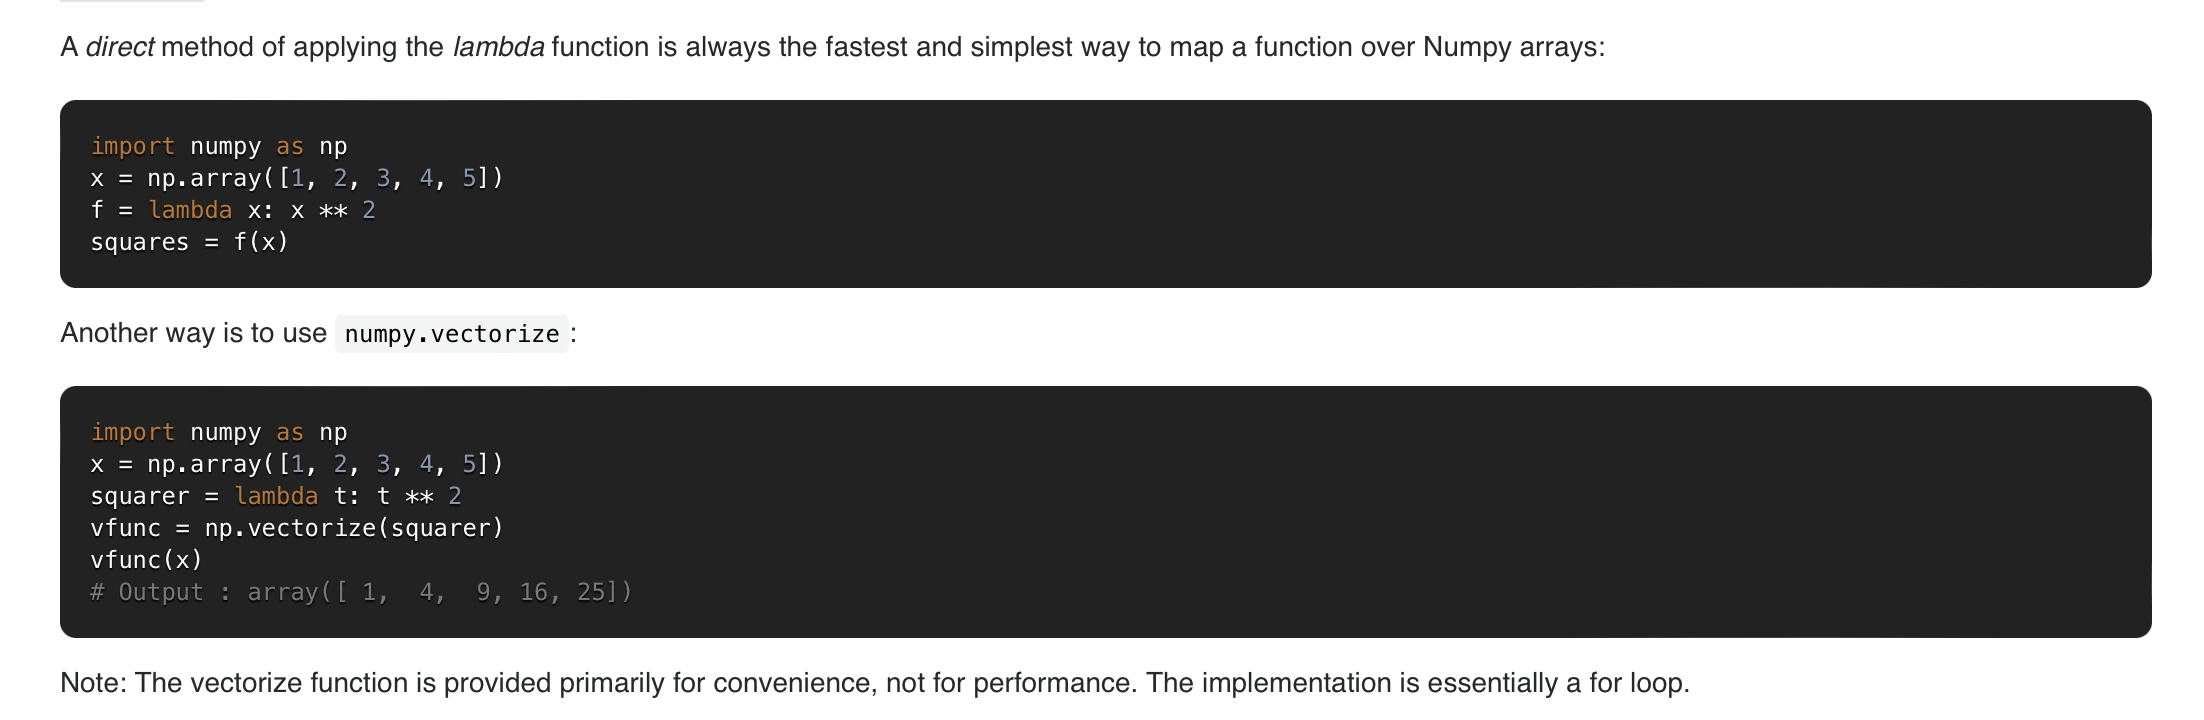 A direct method of applying the lambda function is always the fastest and simplest way to map a function over Numpy arrays:
import numpy as np
x = np.array([1, 2, 3, 4, 5])
f = lambda x: x ** 2
squares = f(x)
Another way is to use numpy.vectorize:
import numpy as np
x = np.array([1, 2, 3, 4, 5])
squarer = lambda t: t ** 2
vfunc = np.vectorize(squarer)
vfunc(x)
# Output : array([ 1,  4,  9, 16, 25])
Note: The vectorize function is provided primarily for convenience, not for performance. The implementation is essentially a for loop.